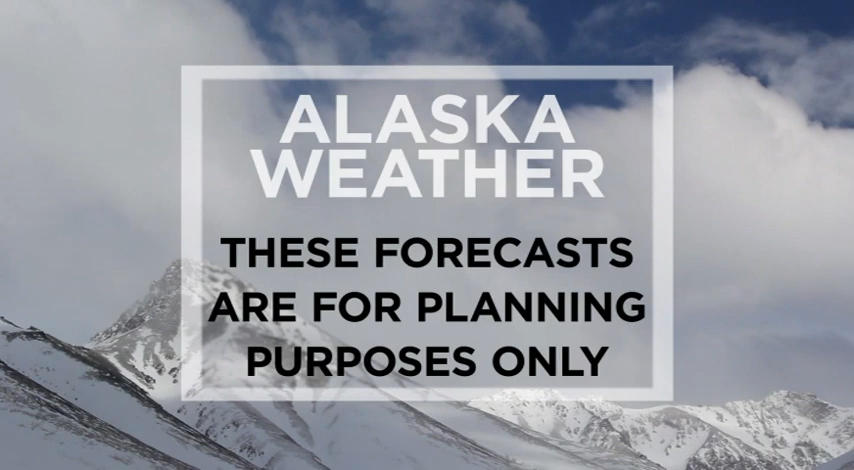 ALASKA
WEATHER
THESE FORECASTS
ARE FOR PLANNING
PURPOSES ONLY